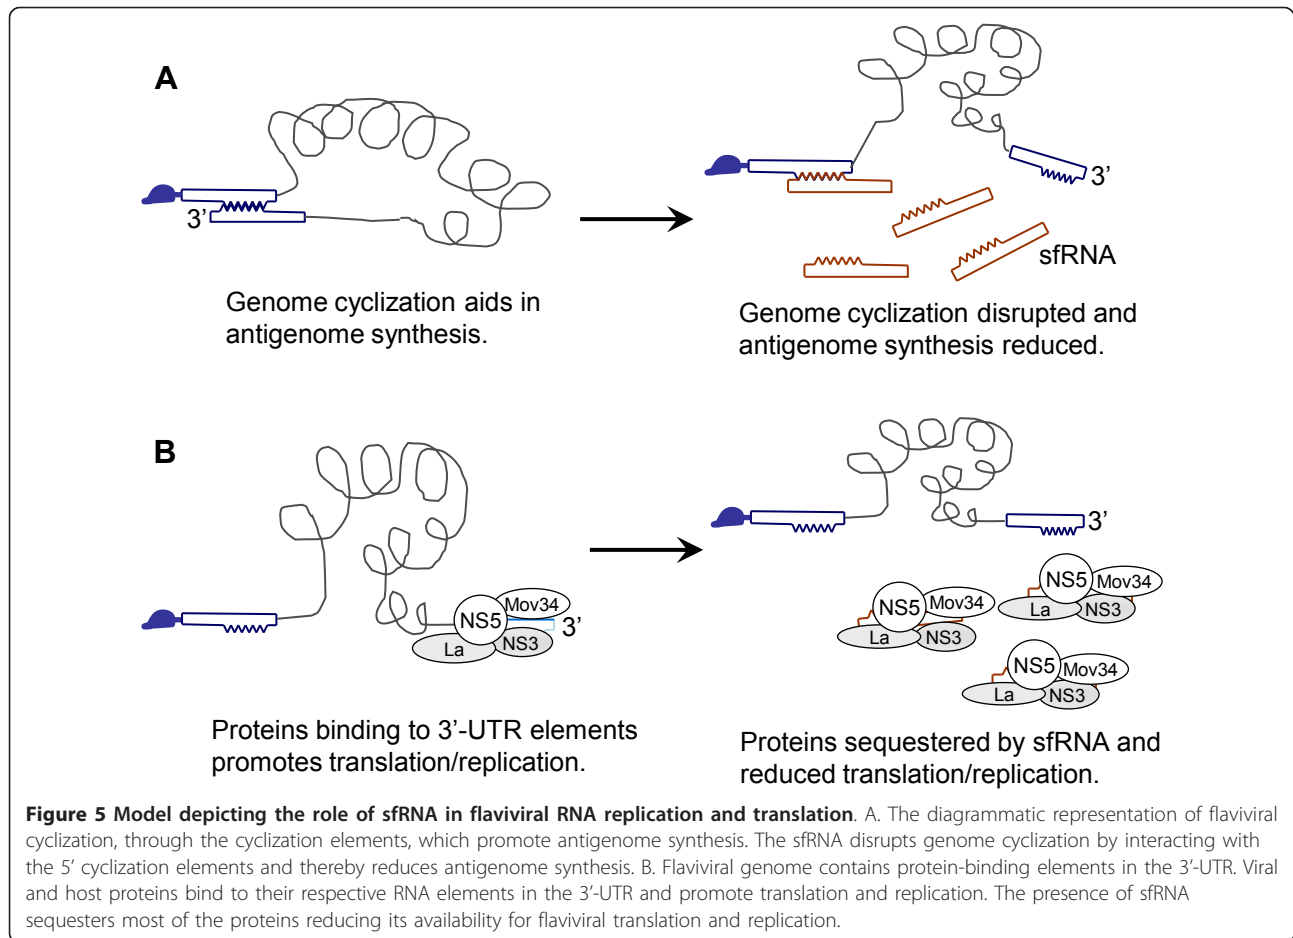 A
3'
Genome cyclization aids in
antigenome synthesis.
3'
sfRNA
Genome cyclization disrupted and
antigenome synthesis reduced.
B
NS5
Mov34
La
NS3
3'
Proteins binding to 3'-UTR elements
promotes translation/replication.
3'
NS5
Mov34
La
NS3
NS5
Mov34
La
NS3
NS5
Mov34
La
NS3
Proteins sequestered by sfRNA and
reduced translation/replication.
Figure 5 Model depicting the role of sfRNA in flaviviral RNA replication and translation. A. The diagrammatic representation of flaviviral
cyclization, through the cyclization elements, which promote antigenome synthesis. The sfRNA disrupts genome cyclization by interacting with
the 5' cyclization elements and thereby reduces antigenome synthesis. B. Flaviviral genome contains protein-binding elements in the 3'-UTR. Viral
and host proteins bind to their respective RNA elements in the 3'-UTR and promote translation and replication. The presence of sfRNA
sequesters most of the proteins reducing its availability for flaviviral translation and replication.